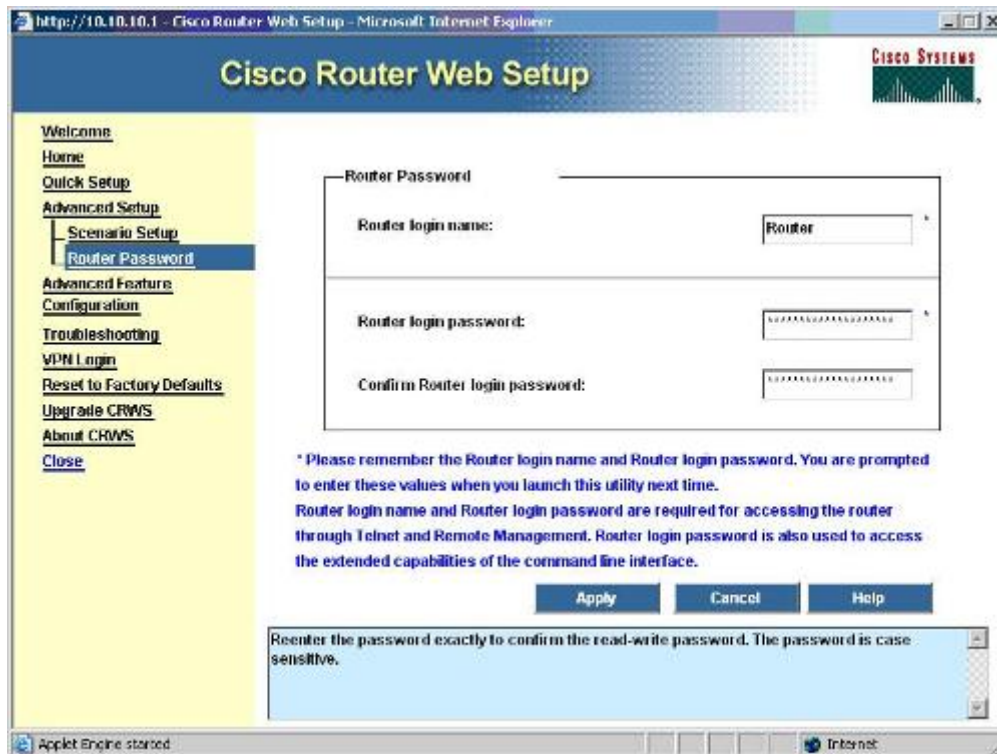 http://10.10.10.1 - Cisco Router Web Setup - Microsoft Internet Explorer
Cisco Router Web Setup
CISCO SYSTEMS
Welcome
Home
Quick Setup
Advanced Setup
Scenario Setup
Router Password
Advanced Feature
Configuration
Troubleshooting
VPN Login
Reset to Factory Defaults
Upgrade CRWS
About CRWS
Close
Router Password
Router login name:
Router *
Router login password:
******************** *
Confirm Router login password:
********************
* Please remember the Router login name and Router login password. You are prompted
to enter these values when you launch this utility next time.
Router login name and Router login password are required for accessing the router
through Telnet and Remote Management. Router login password is also used to access
the extended capabilities of the command line interface.
Apply
Cancel
Help
Reenter the password exactly to confirm the read-write password. The password is case
sensitive.
Applet Engine started
Internet